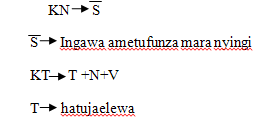 KN→S̅
S̅→Ingawa ametufunza mara nyingi
KT→T +N+V
T→hatujaelewa